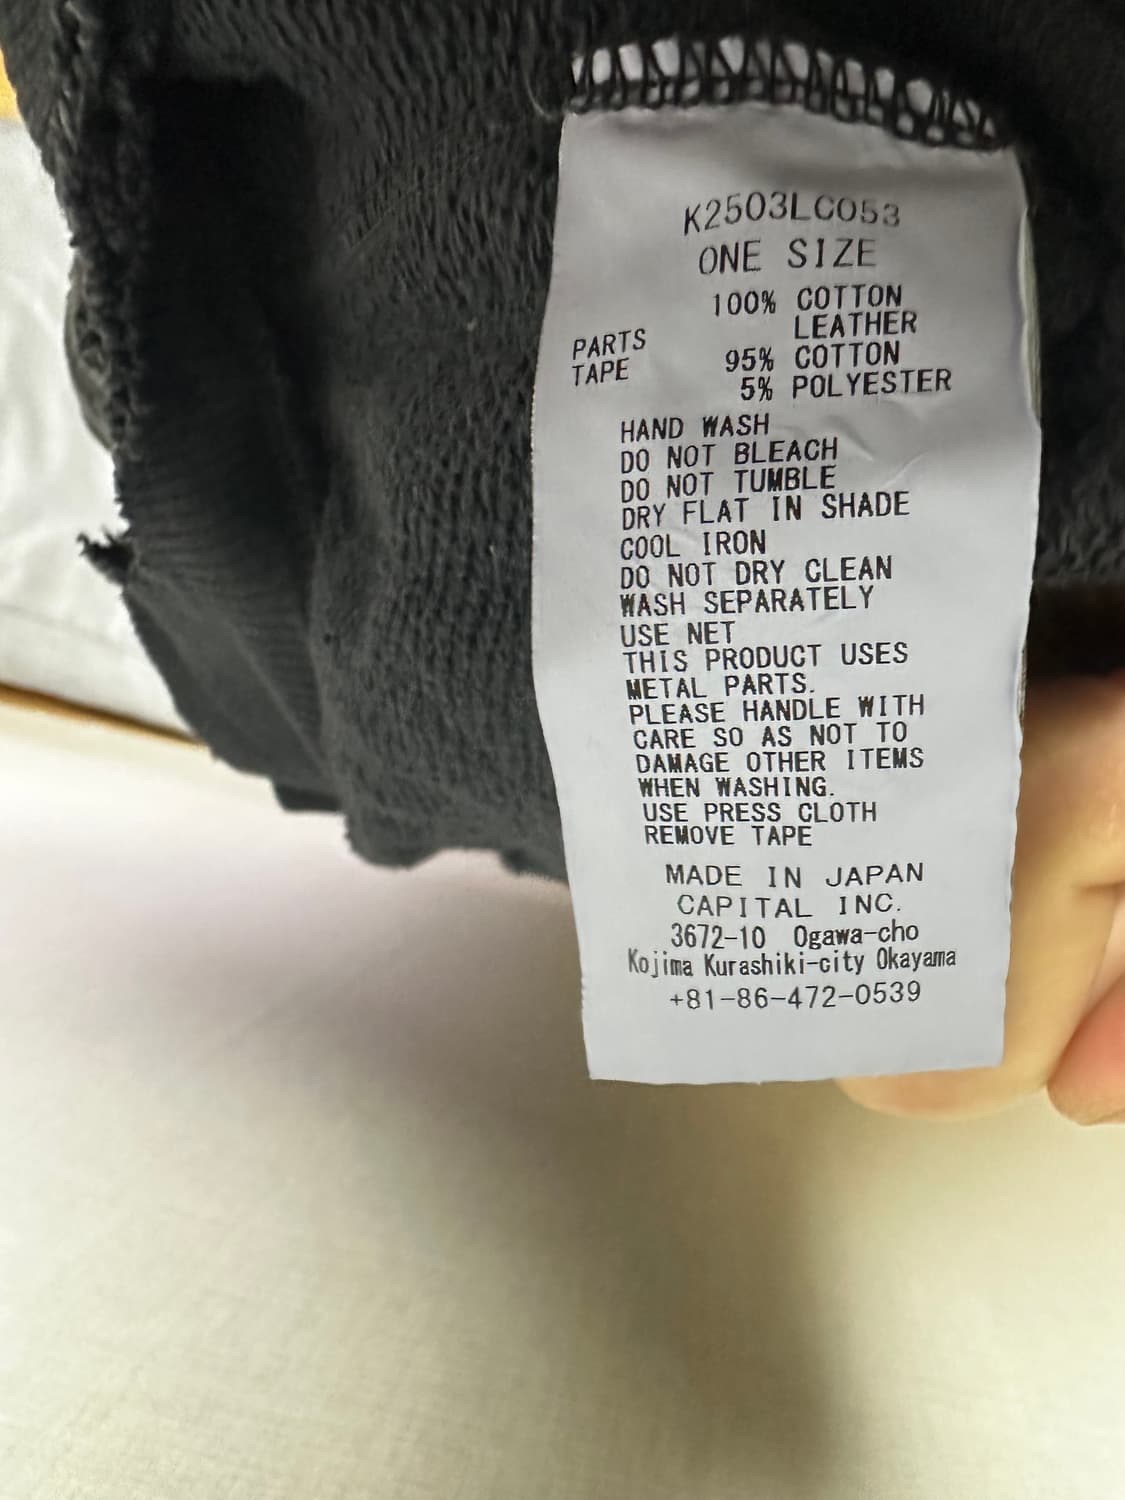 K2503LC053
ONE SIZE
100% COTTON
PARTS LEATHER
TAPE 95% COTTON
5% POLYESTER
HAND WASH
DO NOT BLEACH
DO NOT TUMBLE
DRY FLAT IN SHADE
COOL IRON
DO NOT DRY CLEAN
WASH SEPARATELY
USE NET
THIS PRODUCT USES
METAL PARTS.
PLEASE HANDLE WITH
CARE SO AS NOT TO
DAMAGE OTHER ITEMS
WHEN WASHING.
USE PRESS CLOTH
REMOVE TAPE
MADE IN JAPAN
CAPITAL INC.
3672-10 Ogawa-cho
Kojima Kurashiki-city Okayama
+81-86-472-0539